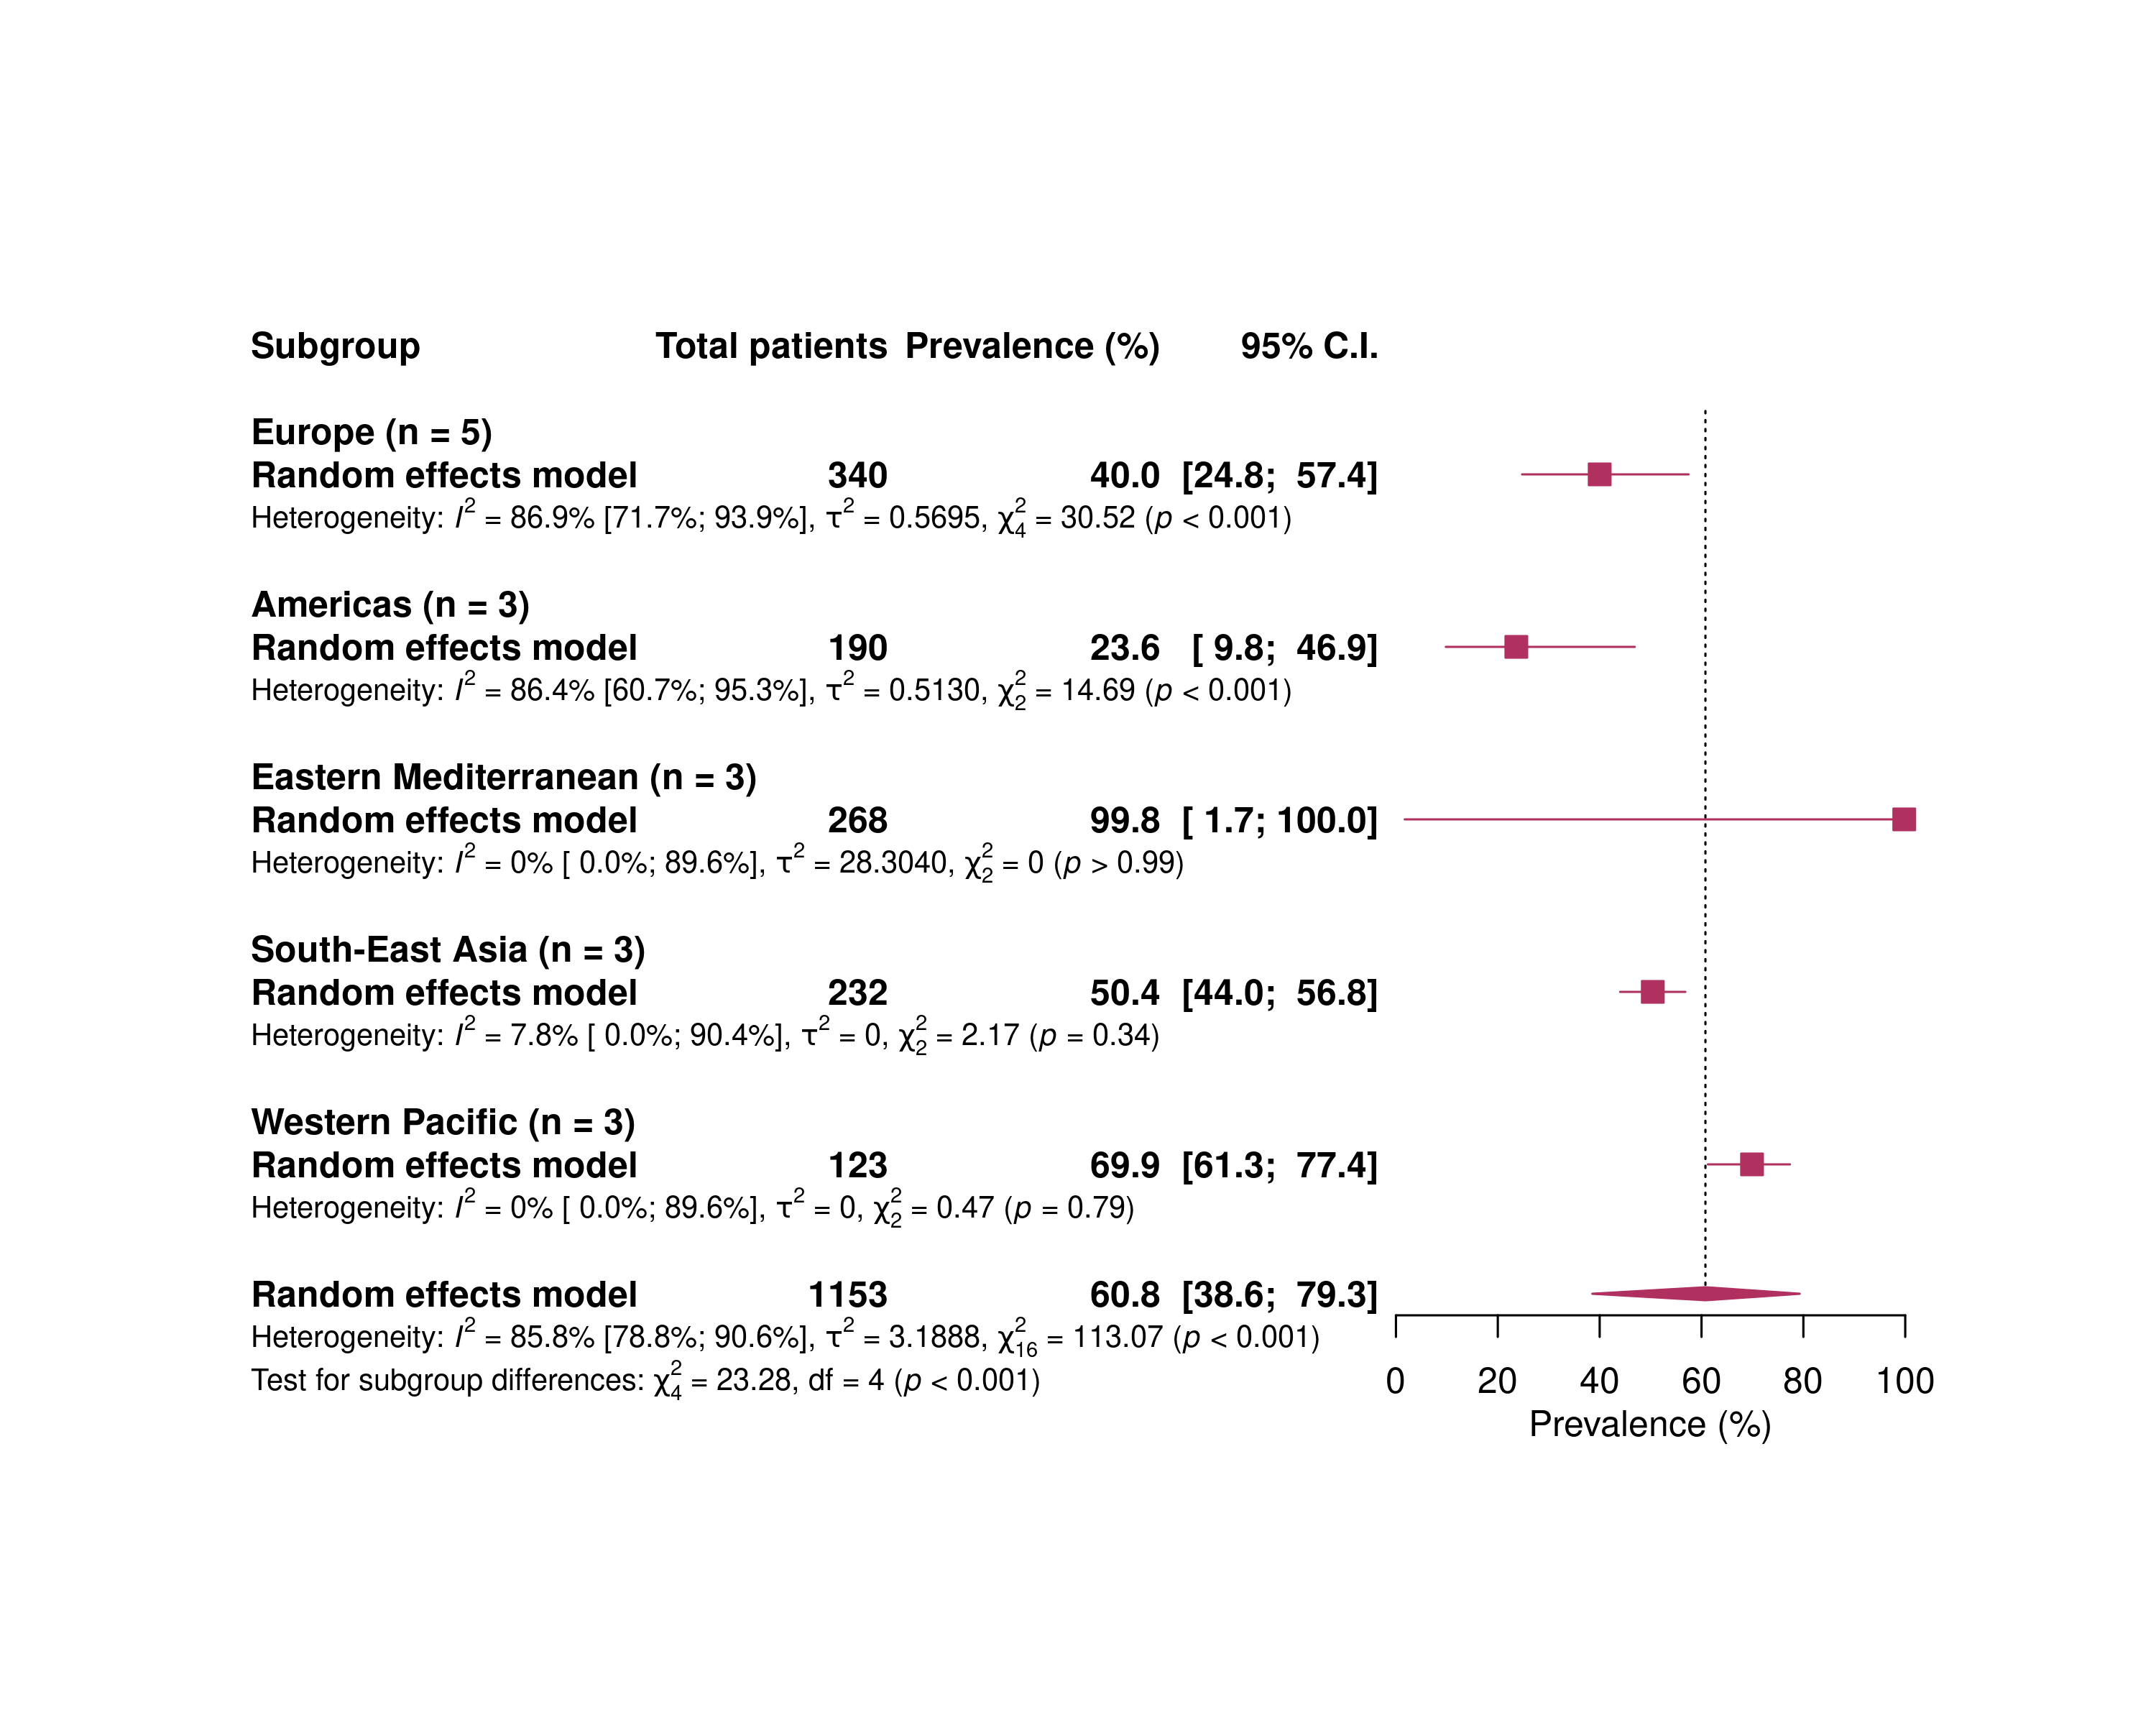 Subgroup Total patients Prevalence (%) 95% C.I.
Europe (n = 5)
Random effects model 340 40.0 [24.8; 57.4]
Heterogeneity: I² = 86.9% [71.7%; 93.9%], τ² = 0.5695, χ²₄ = 30.52 (p < 0.001)
Americas (n = 3)
Random effects model 190 23.6 [ 9.8; 46.9]
Heterogeneity: I² = 86.4% [60.7%; 95.3%], τ² = 0.5130, χ²₂ = 14.69 (p < 0.001)
Eastern Mediterranean (n = 3)
Random effects model 268 99.8 [ 1.7; 100.0]
Heterogeneity: I² = 0% [ 0.0%; 89.6%], τ² = 28.3040, χ²₂ = 0 (p > 0.99)
South-East Asia (n = 3)
Random effects model 232 50.4 [44.0; 56.8]
Heterogeneity: I² = 7.8% [ 0.0%; 90.4%], τ² = 0, χ²₂ = 2.17 (p = 0.34)
Western Pacific (n = 3)
Random effects model 123 69.9 [61.3; 77.4]
Heterogeneity: I² = 0% [ 0.0%; 89.6%], τ² = 0, χ²₂ = 0.47 (p = 0.79)
Random effects model 1153 60.8 [38.6; 79.3]
Heterogeneity: I² = 85.8% [78.8%; 90.6%], τ² = 3.1888, χ²₁₆ = 113.07 (p < 0.001)
Test for subgroup differences: χ²₄ = 23.28, df = 4 (p < 0.001)
0 20 40 60 80 100
Prevalence (%)